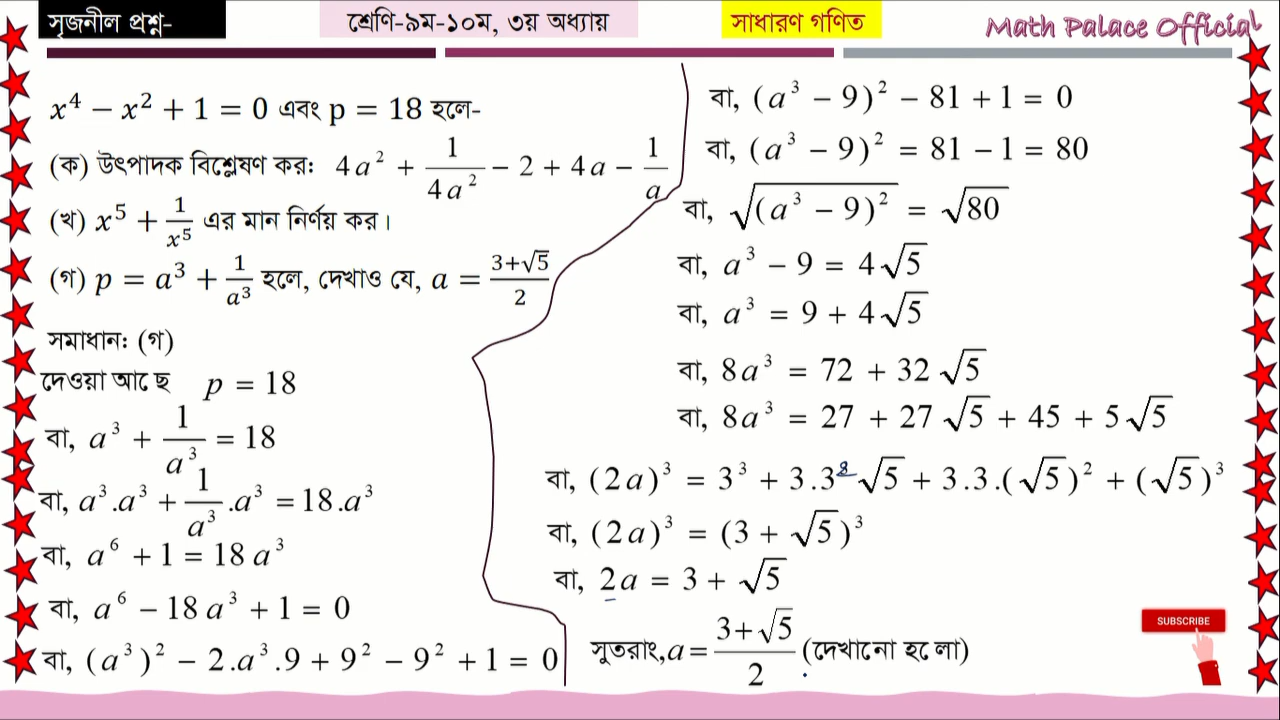 সৃজনীল প্রশ্ন-
শ্রেণি-৯ম-১০ম, ৩য় অধ্যায়
সাধারণ গণিত
Math Palace Official
x⁴ − x² + 1 = 0 এবং p = 18 হলে-
(ক) উৎপাদক বিশ্লেষণ কর: 4a² + 1/(4a²) − 2 + 4a − 1/a
(খ) x⁵ + 1/x⁵ এর মান নির্ণয় কর।
(গ) p = a³ + 1/a³ হলে, দেখাও যে, a = (3+√5)/2
সমাধান: (গ)
দেওয়া আছে p = 18
বা, a³ + 1/a³ = 18
বা, a³.a³ + 1/a³ .a³ = 18.a³
বা, a⁶ + 1 = 18a³
বা, a⁶ − 18a³ + 1 = 0
বা, (a³)² − 2.a³.9 + 9² − 9² + 1 = 0
বা, (a³ − 9)² − 81 + 1 = 0
বা, (a³ − 9)² = 81 − 1 = 80
বা, √(a³ − 9)² = √80
বা, a³ − 9 = 4√5
বা, a³ = 9 + 4√5
বা, 8a³ = 72 + 32√5
বা, 8a³ = 27 + 27√5 + 45 + 5√5
বা, (2a)³ = 3³ + 3.3²√5 + 3.3.(√5)² + (√5)³
বা, (2a)³ = (3 + √5)³
বা, 2a = 3 + √5
সুতরাং, a = (3+√5)/2 (দেখানো হলো)
SUBSCRIBE